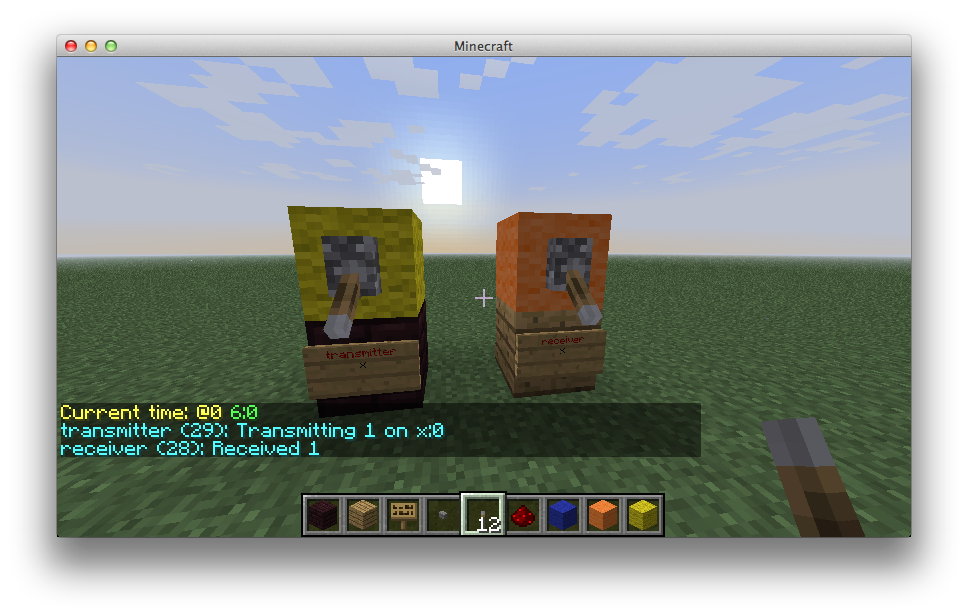 Minecraft
transmitter
x
receiver
x
Current time: @0 6:0
transmitter (29): Transmitting 1 on x:0
receiver (28): Received 1
12